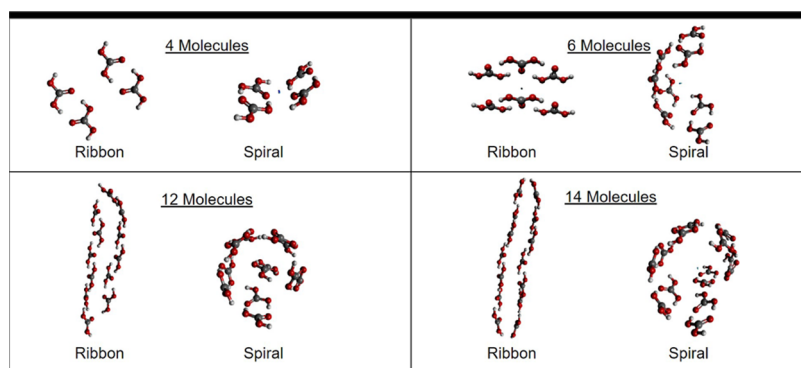 4 Molecules
Ribbon
Spiral
6 Molecules
Ribbon
Spiral
12 Molecules
Ribbon
Spiral
14 Molecules
Ribbon
Spiral